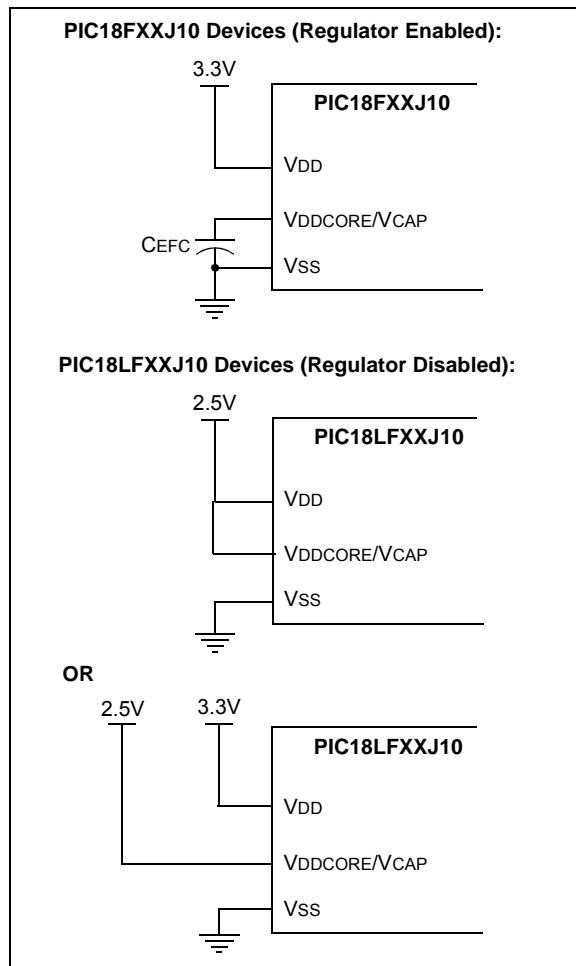 PIC18FXXJ10 Devices (Regulator Enabled):
3.3V
PIC18FXXJ10
VDD
VDDCORE/VCAP
CEFC
VSS
PIC18LFXXJ10 Devices (Regulator Disabled):
2.5V
PIC18LFXXJ10
VDD
VDDCORE/VCAP
VSS
OR
2.5V 3.3V
PIC18LFXXJ10
VDD
VDDCORE/VCAP
VSS